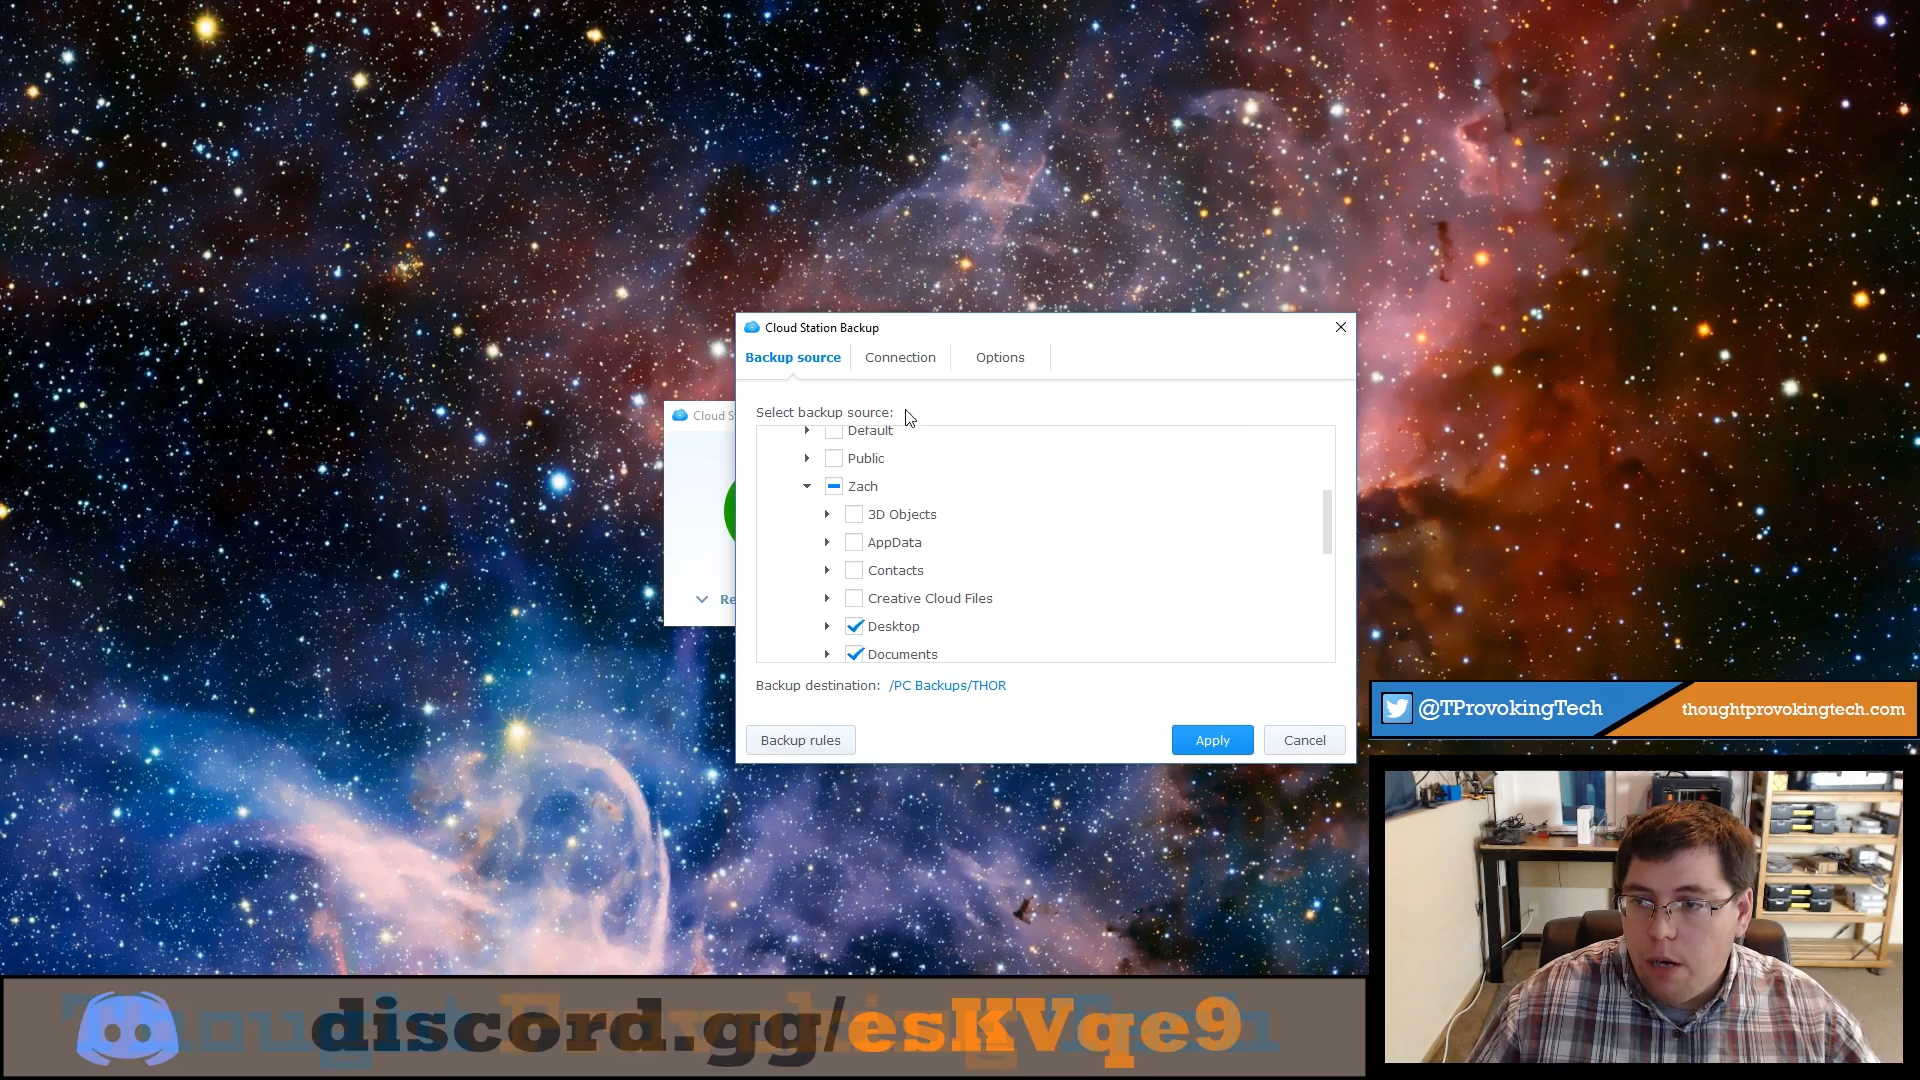 Cloud Station Backup
Backup source
Connection
Options
Cloud S
Select backup source:
Default
Public
Zach
3D Objects
AppData
Contacts
Creative Cloud Files
Desktop
Documents
Re
Backup destination: /PC Backups/THOR
Backup rules
Apply
Cancel
@TProvokingTech
thoughtprovokingtech.com
discord.gg/esKVqe9